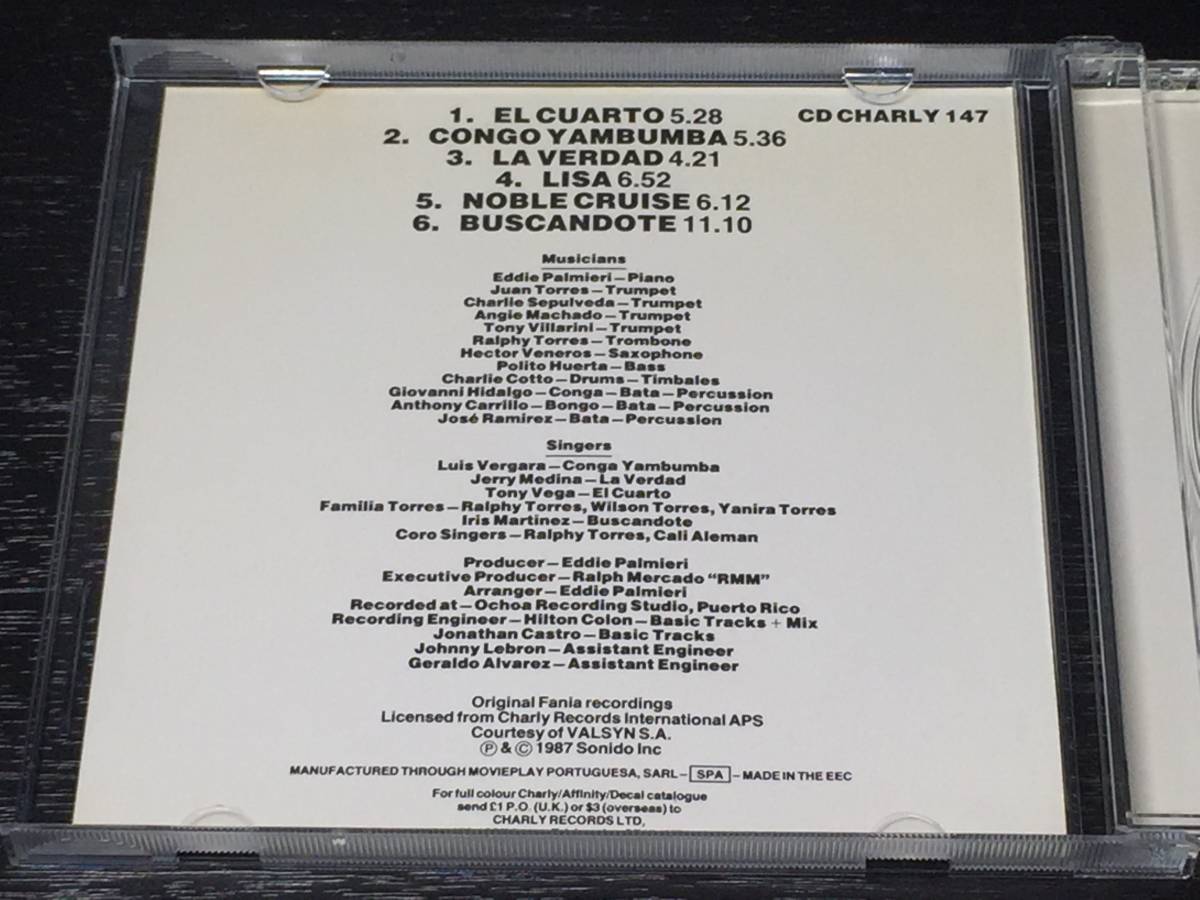 1. EL CUARTO 5.28 CD CHARLY 147
2. CONGO YAMBUMBA 5.36
3. LA VERDAD 4.21
4. LISA 6.52
5. NOBLE CRUISE 6.12
6. BUSCANDOTE 11.10
Musicians
Eddie Palmieri – Piano
Juan Torres – Trumpet
Charlie Sepulveda – Trumpet
Angie Machado – Trumpet
Tony Villarini – Trumpet
Ralphy Torres – Trombone
Hector Veneros – Saxophone
Polito Huerta – Bass
Charlie Cotto – Drums – Timbales
Giovanni Hidalgo – Conga – Bata – Percussion
Anthony Carrillo – Bongo – Bata – Percussion
José Ramirez – Bata – Percussion
Singers
Luis Vergara – Conga Yambumba
Jerry Medina – La Verdad
Tony Vega – El Cuarto
Familia Torres – Ralphy Torres, Wilson Torres, Yanira Torres
Iris Martinez – Buscandote
Coro Singers – Ralphy Torres, Cali Aleman
Producer – Eddie Palmieri
Executive Producer – Ralph Mercado “RMM”
Arranger – Eddie Palmieri
Recorded at – Ochoa Recording Studio, Puerto Rico
Recording Engineer – Hilton Colon – Basic Tracks + Mix
Jonathan Castro – Basic Tracks
Johnny Lebron – Assistant Engineer
Geraldo Alvarez – Assistant Engineer
Original Fania recordings
Licensed from Charly Records International APS
Courtesy of VALSYN S.A.
Ⓟ & © 1987 Sonido Inc
MANUFACTURED THROUGH MOVIEPLAY PORTUGUESA, SARL – SPA – MADE IN THE EEC
For full colour Charly/Affinity/Decal catalogue
send £1 P.O. (U.K.) or $3 (overseas) to
CHARLY RECORDS LTD,